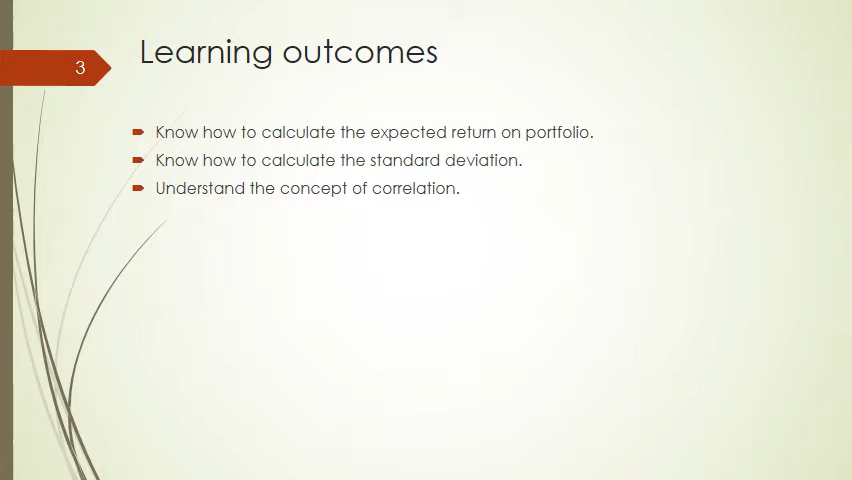 Learning outcomes
3
Know how to calculate the expected return on portfolio.
Know how to calculate the standard deviation.
Understand the concept of correlation.